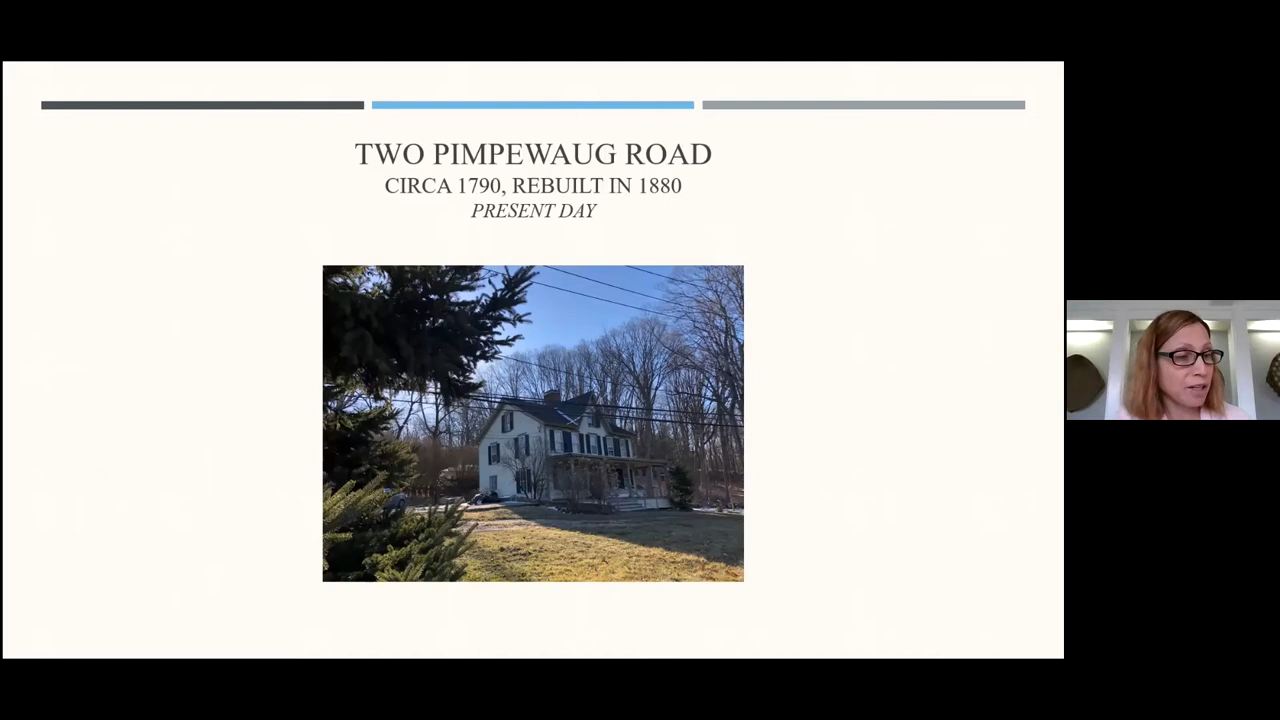 TWO PIMPEWAUG ROAD
CIRCA 1790, REBUILT IN 1880
PRESENT DAY